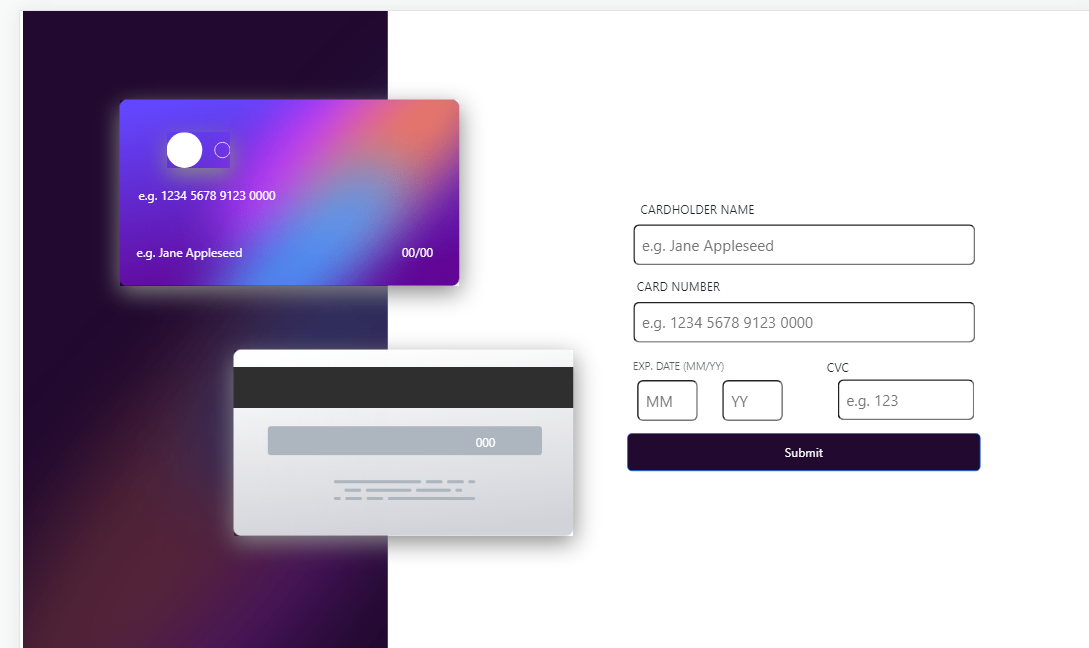 e.g. 1234 5678 9123 0000
e.g. Jane Appleseed
00/00
000
CARDHOLDER NAME
e.g. Jane Appleseed
CARD NUMBER
e.g. 1234 5678 9123 0000
EXP. DATE (MM/YY)
CVC
MM
YY
e.g. 123
Submit